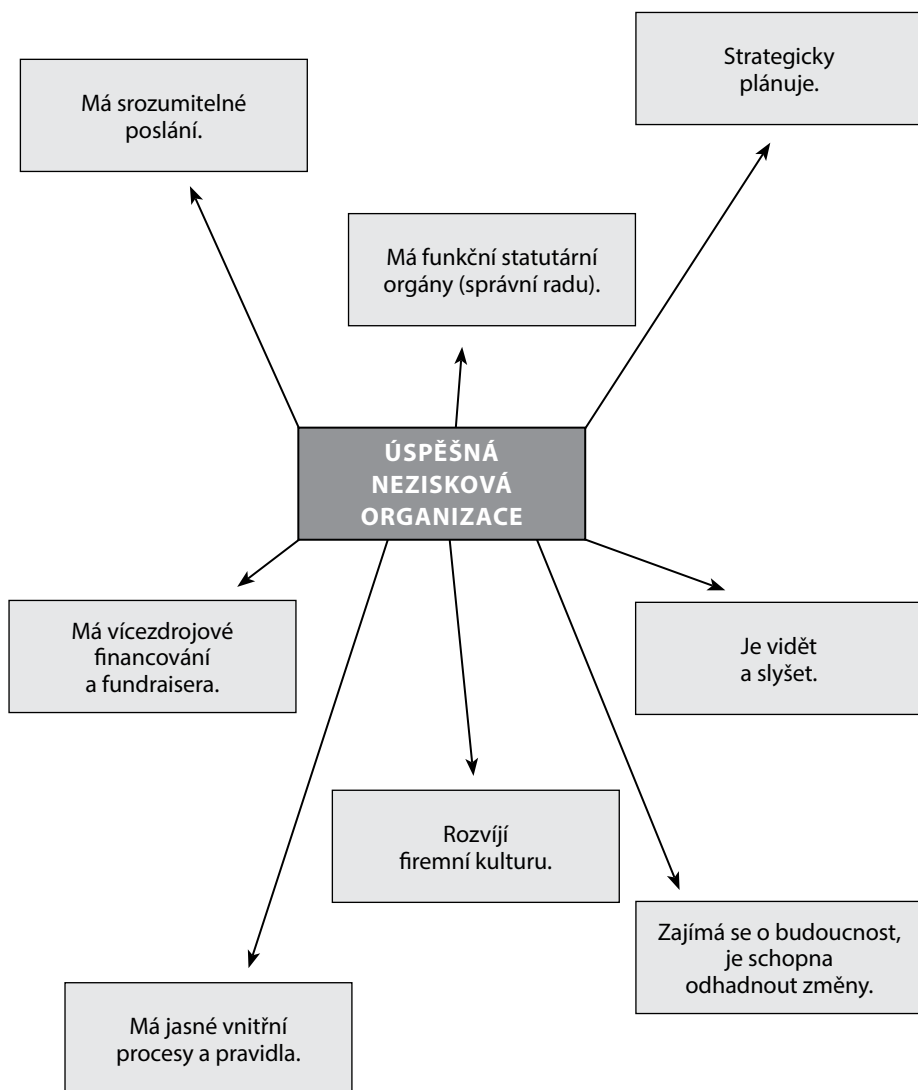 Strategicky
plánuje.
Má srozumitelné
poslání.
Má funkční statutární
orgány (správní radu).
ÚSPĚŠNÁ
NEZISKOVÁ
ORGANIZACE
Má vícezdrojové
financování
a fundraisera.
Je vidět
a slyšet.
Rozvíjí
firemní kulturu.
Zajímá se o budoucnost,
je schopna
odhadnout změny.
Má jasné vnitřní
procesy a pravidla.